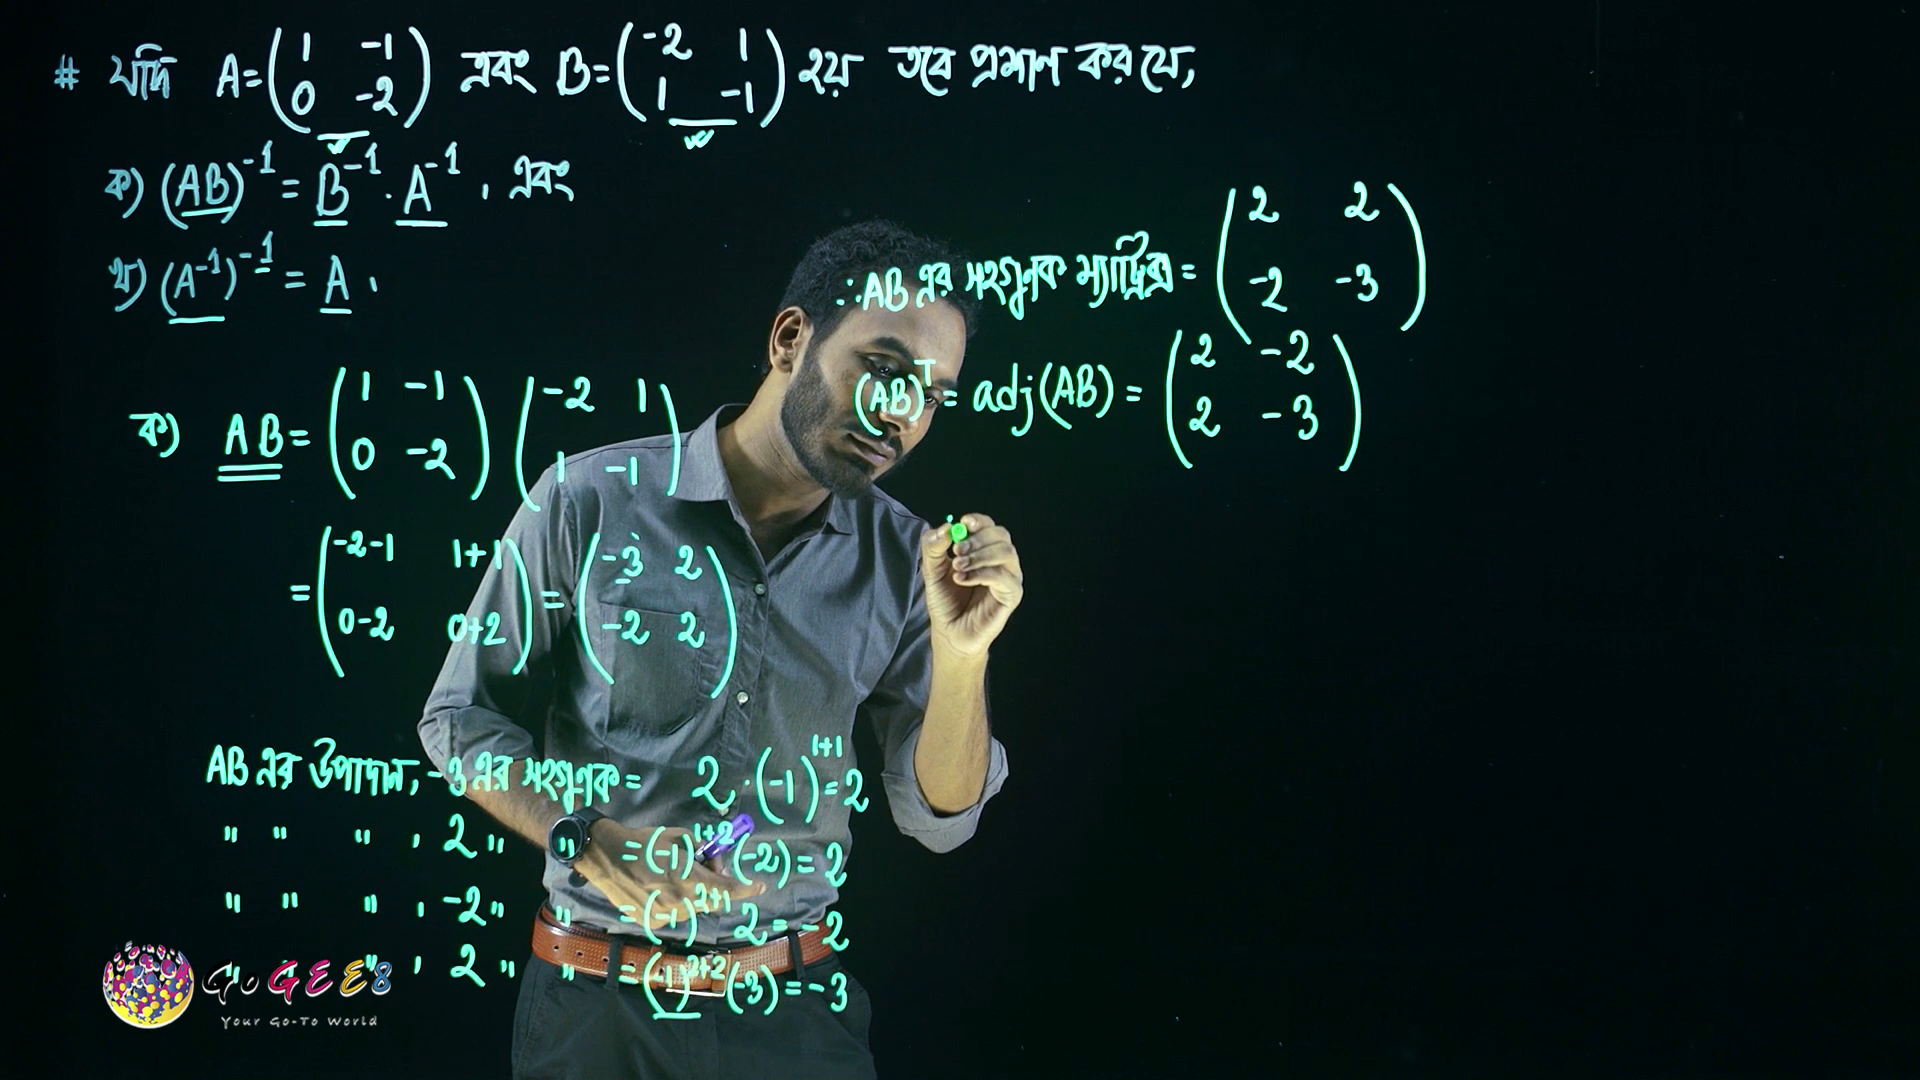 # যদি A = (1 -1 0 -2) এবং B = (-2 1 1 -1) হয় তবে প্রমাণ কর যে,
ক) (AB)⁻¹ = B⁻¹ . A⁻¹ , এবং
খ) (A⁻¹)⁻¹ = A .
ক) AB = (1 -1 0 -2) (-2 1 1 -1)
= (-2-1 1+1 0-2 0+2) = (-3 2 -2 2)
AB এর উপাদান, -3 এর সহগুণক = 2 . (-1)¹⁺¹ = 2
" " " , 2 " " = (-1)¹⁺² (-2) = 2
" " " , -2 " " = (-1)²⁺¹ 2 = -2
" " " , 2 " " = (-1)²⁺² (-3) = -3
∴ AB এর সহগুণক ম্যাট্রিক্স = (2 2 -2 -3)
(AB)ᵀ = adj(AB) = (2 -2 2 -3)
GoGEE8
Your Go-To World